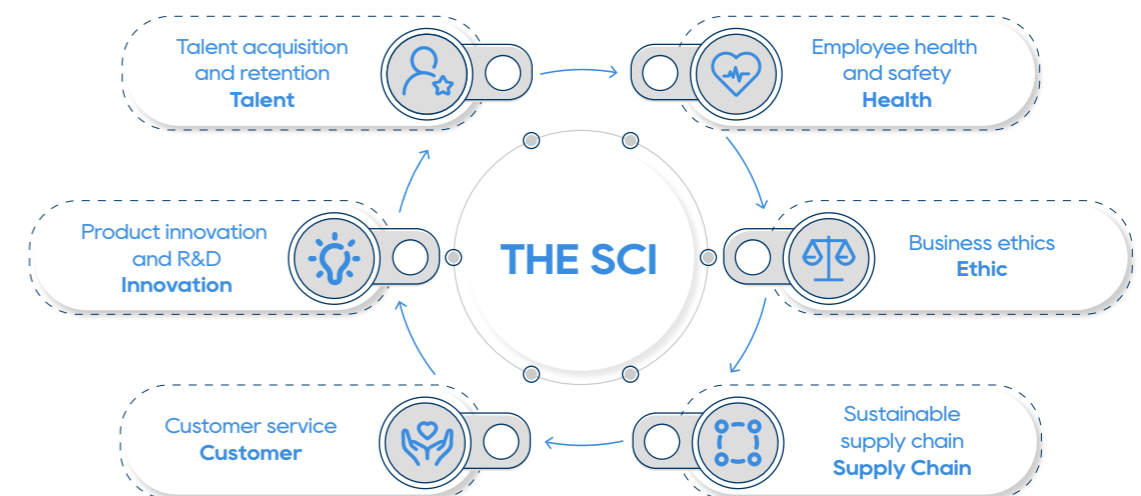 Talent acquisition
and retention
Talent
Employee health
and safety
Health
Product innovation
and R&D
Innovation
THE SCI
Business ethics
Ethic
Customer service
Customer
Sustainable
supply chain
Supply Chain